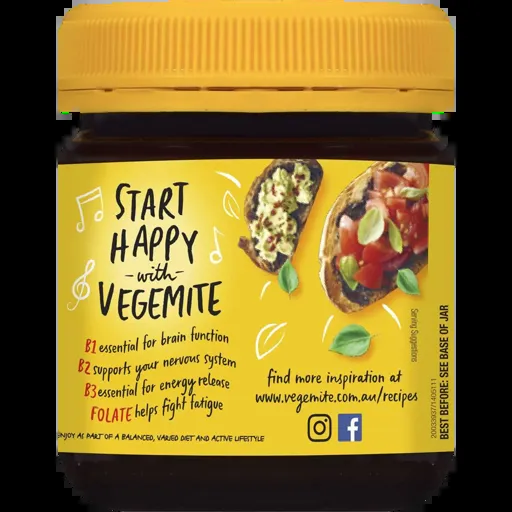 START
HAPPY
-with-
VEGEMITE
B1 essential for brain function
B2 supports your nervous system
B3 essential for energy release
FOLATE helps fight fatigue
ENJOY AS PART OF A BALANCED, VARIED DIET AND ACTIVE LIFESTYLE
find more inspiration at
www.vegemite.com.au/recipes
f
Serving Suggestions
BEST BEFORE: SEE BASE OF JAR